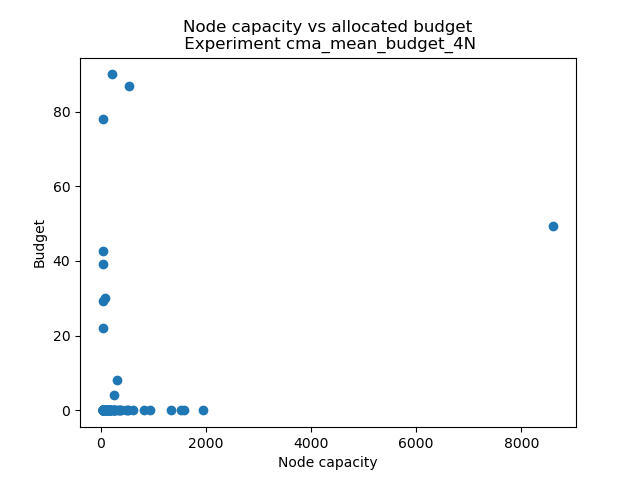 Node capacity vs allocated budget
Experiment cma_mean_budget_4N
80
60
40
20
0
Budget
0 2000 4000 6000 8000
Node capacity